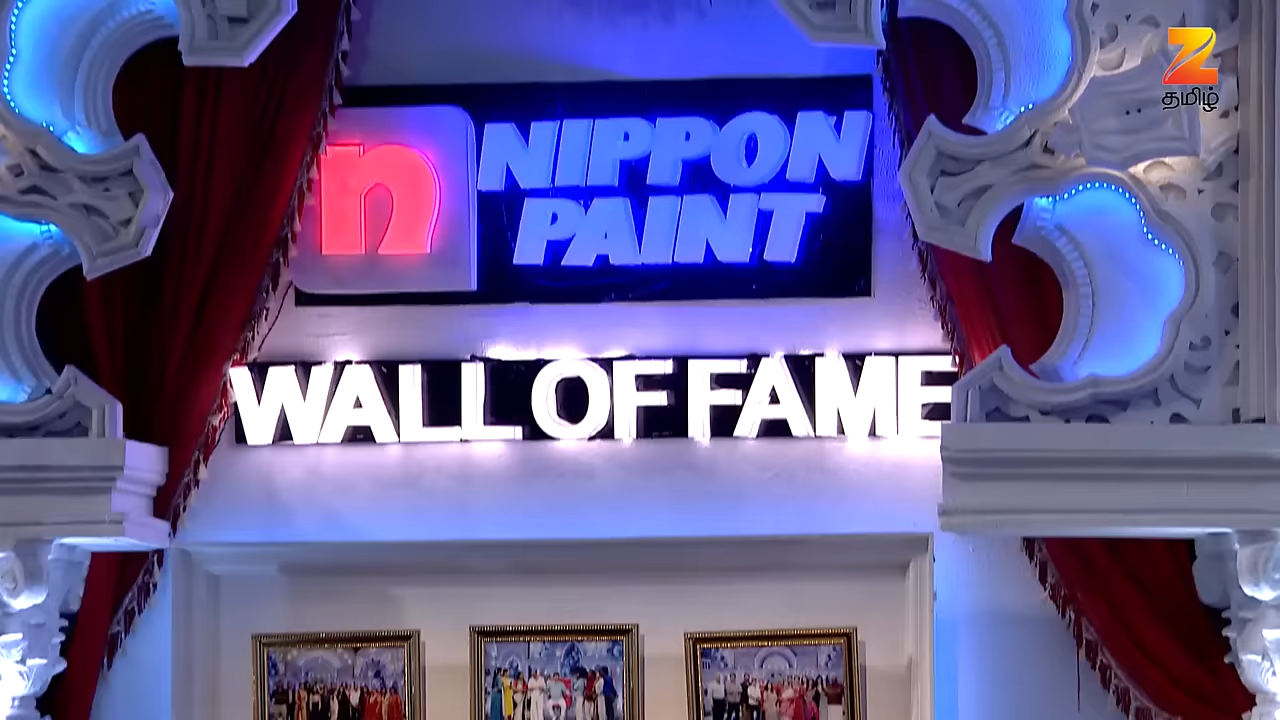 Z
தமிழ்
n
NIPPON
PAINT
WALL OF FAME